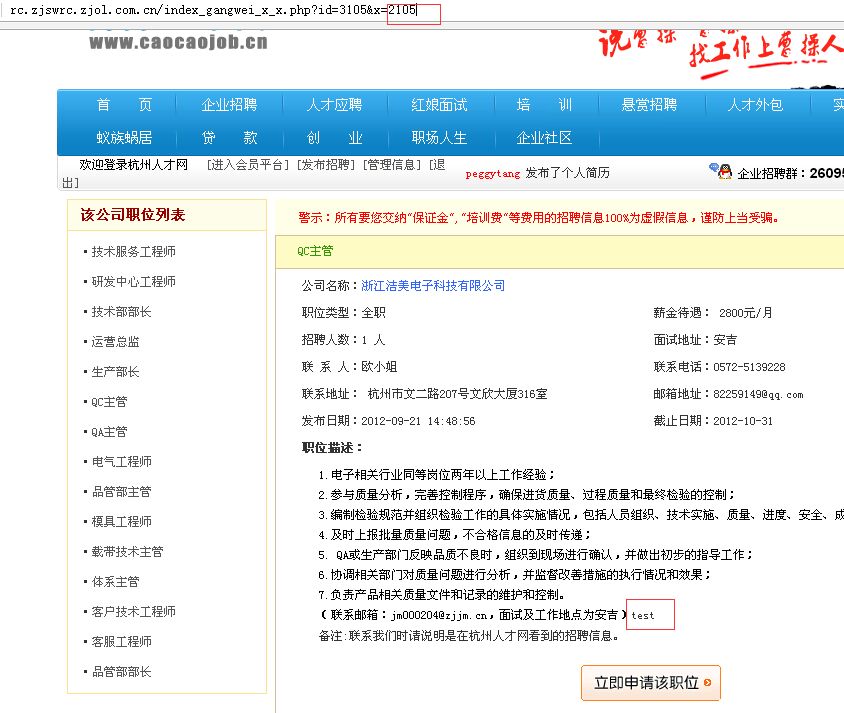 rc.zjswrc.zjol.com.cn/index_gangwei_x_x.php?id=3105&x=2105
www.caocaojob.cn
说曹操
找工作上曹操人
首 页 企业招聘 人才应聘 红娘面试 培 训 悬赏招聘 人才外包 实
蚁族蜗居 贷 款 创 业 职场人生 企业社区
欢迎登录杭州人才网 [进入会员平台] [发布招聘] [管理信息] [退
出]
peggytang 发布了个人简历
企业招聘群：26095
该公司职位列表
技术服务工程师
研发中心工程师
技术部部长
运营总监
生产部长
QC主管
QA主管
电气工程师
品管部主管
模具工程师
载带技术主管
体系主管
客户技术工程师
客服工程师
品管部部长
警示：所有要您交纳“保证金”，“培训费”等费用的招聘信息100%为虚假信息，谨防上当受骗。
QC主管
公司名称：浙江洁美电子科技有限公司
职位类型：全职 薪金待遇： 2800元/月
招聘人数：1 人 面试地址：安吉
联 系 人：欧小姐 联系电话：0572-5139228
联系地址： 杭州市文二路207号文欣大厦316室 邮箱地址：82259149@qq.com
发布日期：2012-09-21 14:48:56 截止日期：2012-10-31
职位描述：
1.电子相关行业同等岗位两年以上工作经验；
2.参与质量分析，完善控制程序，确保进货质量、过程质量和最终检验的控制；
3.编制检验规范并组织检验工作的具体实施情况，包括人员组织、技术实施、质量、进度、安全、成
4.及时上报批量质量问题，不合格信息的及时传递；
5. QA或生产部门反映品质不良时，组织到现场进行确认，并做出初步的指导工作；
6.协调相关部门对质量问题进行分析，并监督改善措施的执行情况和效果；
7.负责产品相关质量文件和记录的维护和控制。
（联系邮箱：jm000204@zjjm.cn，面试及工作地点为安吉）test
备注:联系我们时请说明是在杭州人才网看到的招聘信息。
立即申请该职位